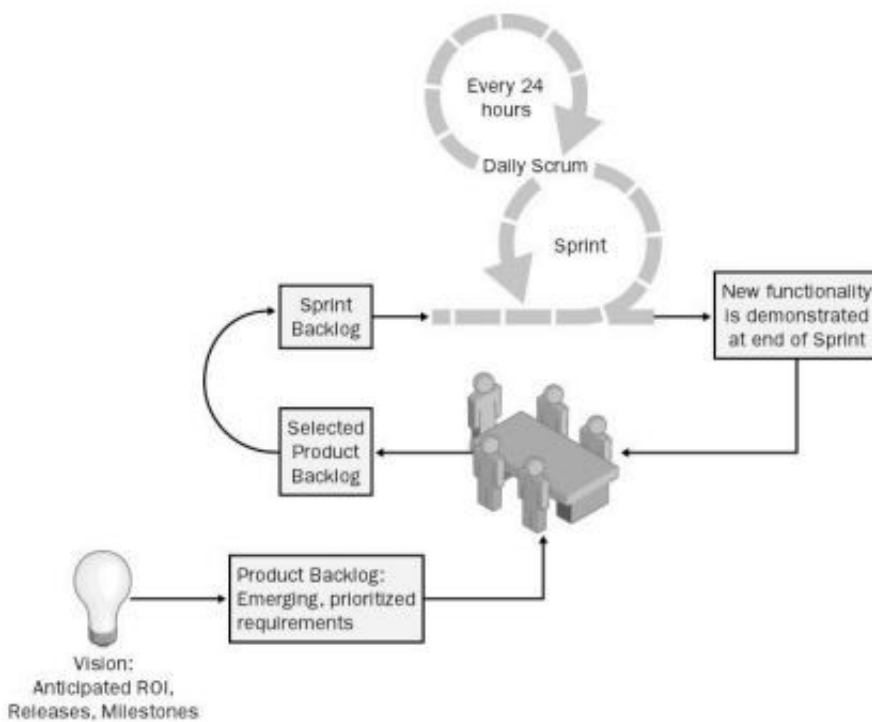 Every 24
hours
Daily Scrum
Sprint
Sprint
Backlog
New functionality
is demonstrated
at end of Sprint
Selected
Product
Backlog
Product Backlog:
Emerging, prioritized
requirements
Vision:
Anticipated ROI,
Releases, Milestones